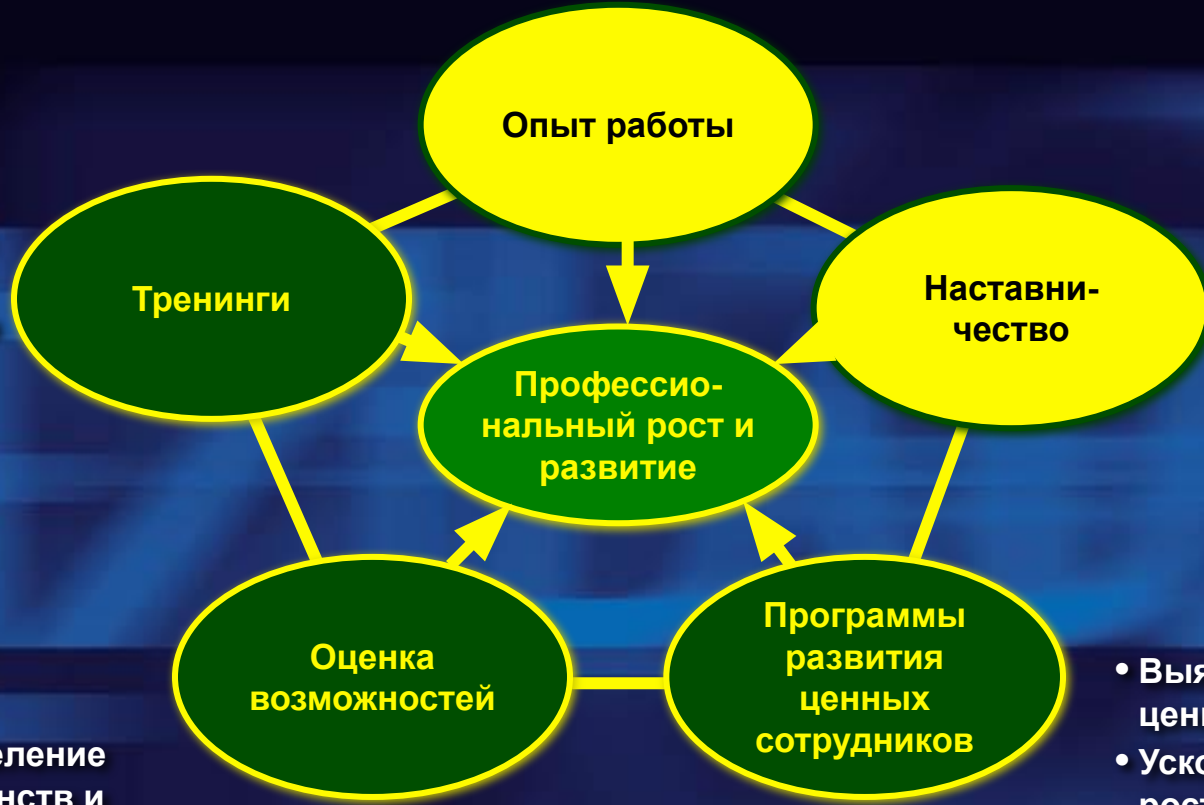 Опыт работы
Тренинги
Наставни-
чество
Профессио-
нальный рост и
развитие
Оценка
возможностей
Программы
развития
ценных
сотрудников